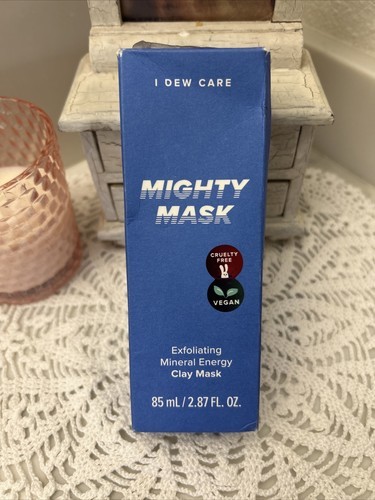 I DEW CARE
MIGHTY
MASK
CRUELTY
FREE
VEGAN
Exfoliating
Mineral Energy
Clay Mask
85 mL / 2.87 FL. OZ.